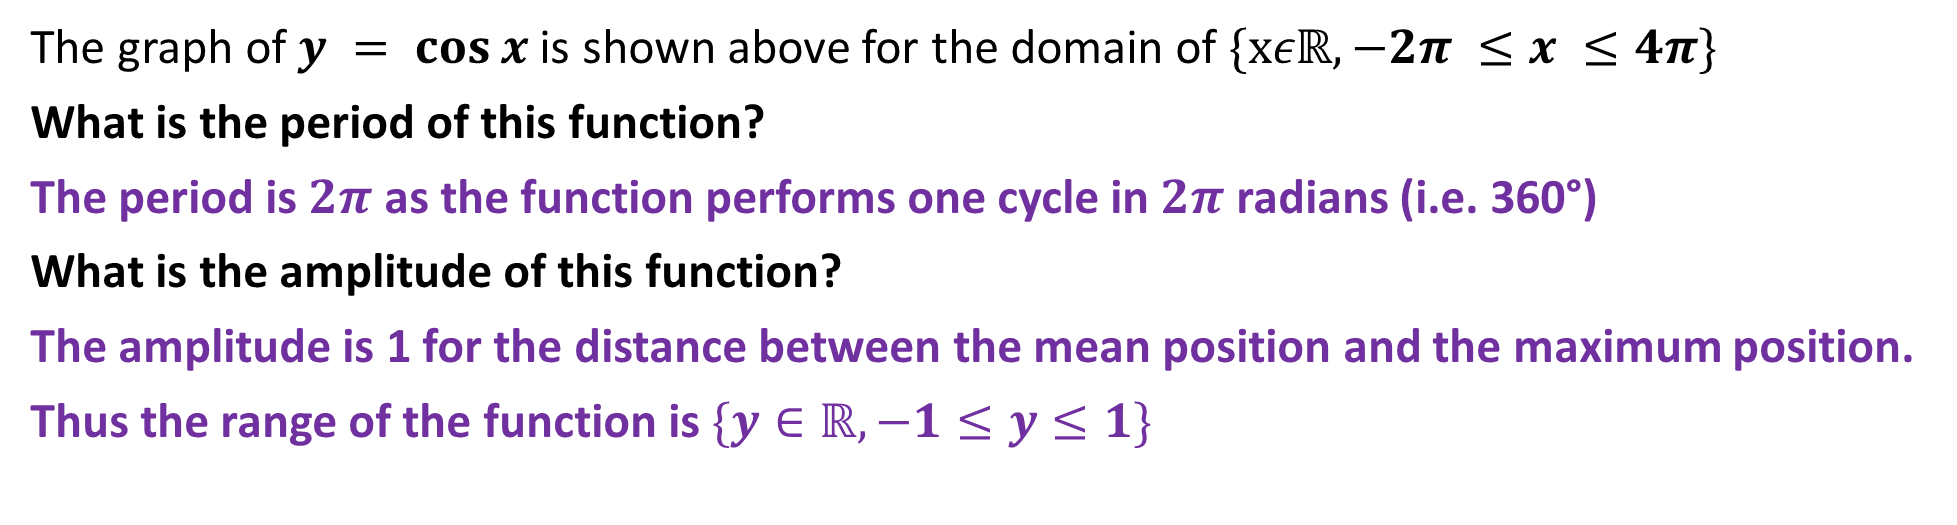 The graph of y = cos x is shown above for the domain of {xϵℝ, −2π ≤ x ≤ 4π}
What is the period of this function?
The period is 2π as the function performs one cycle in 2π radians (i.e. 360°)
What is the amplitude of this function?
The amplitude is 1 for the distance between the mean position and the maximum position.
Thus the range of the function is {y ∈ ℝ, −1 ≤ y ≤ 1}